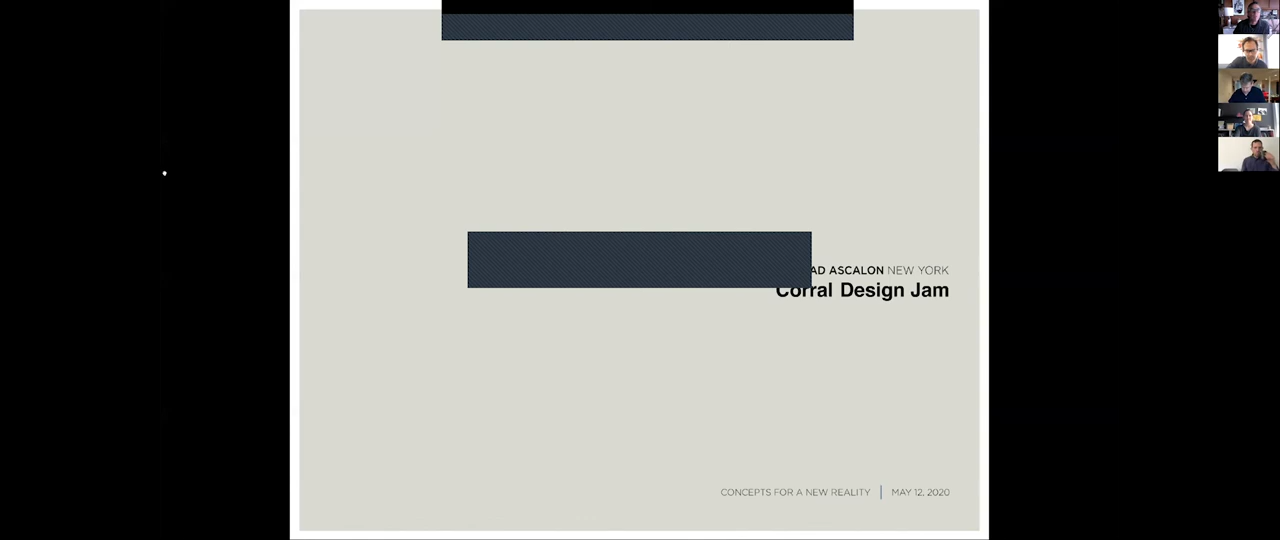 AD ASCALON NEW YORK
Corral Design Jam
CONCEPTS FOR A NEW REALITY | MAY 12, 2020